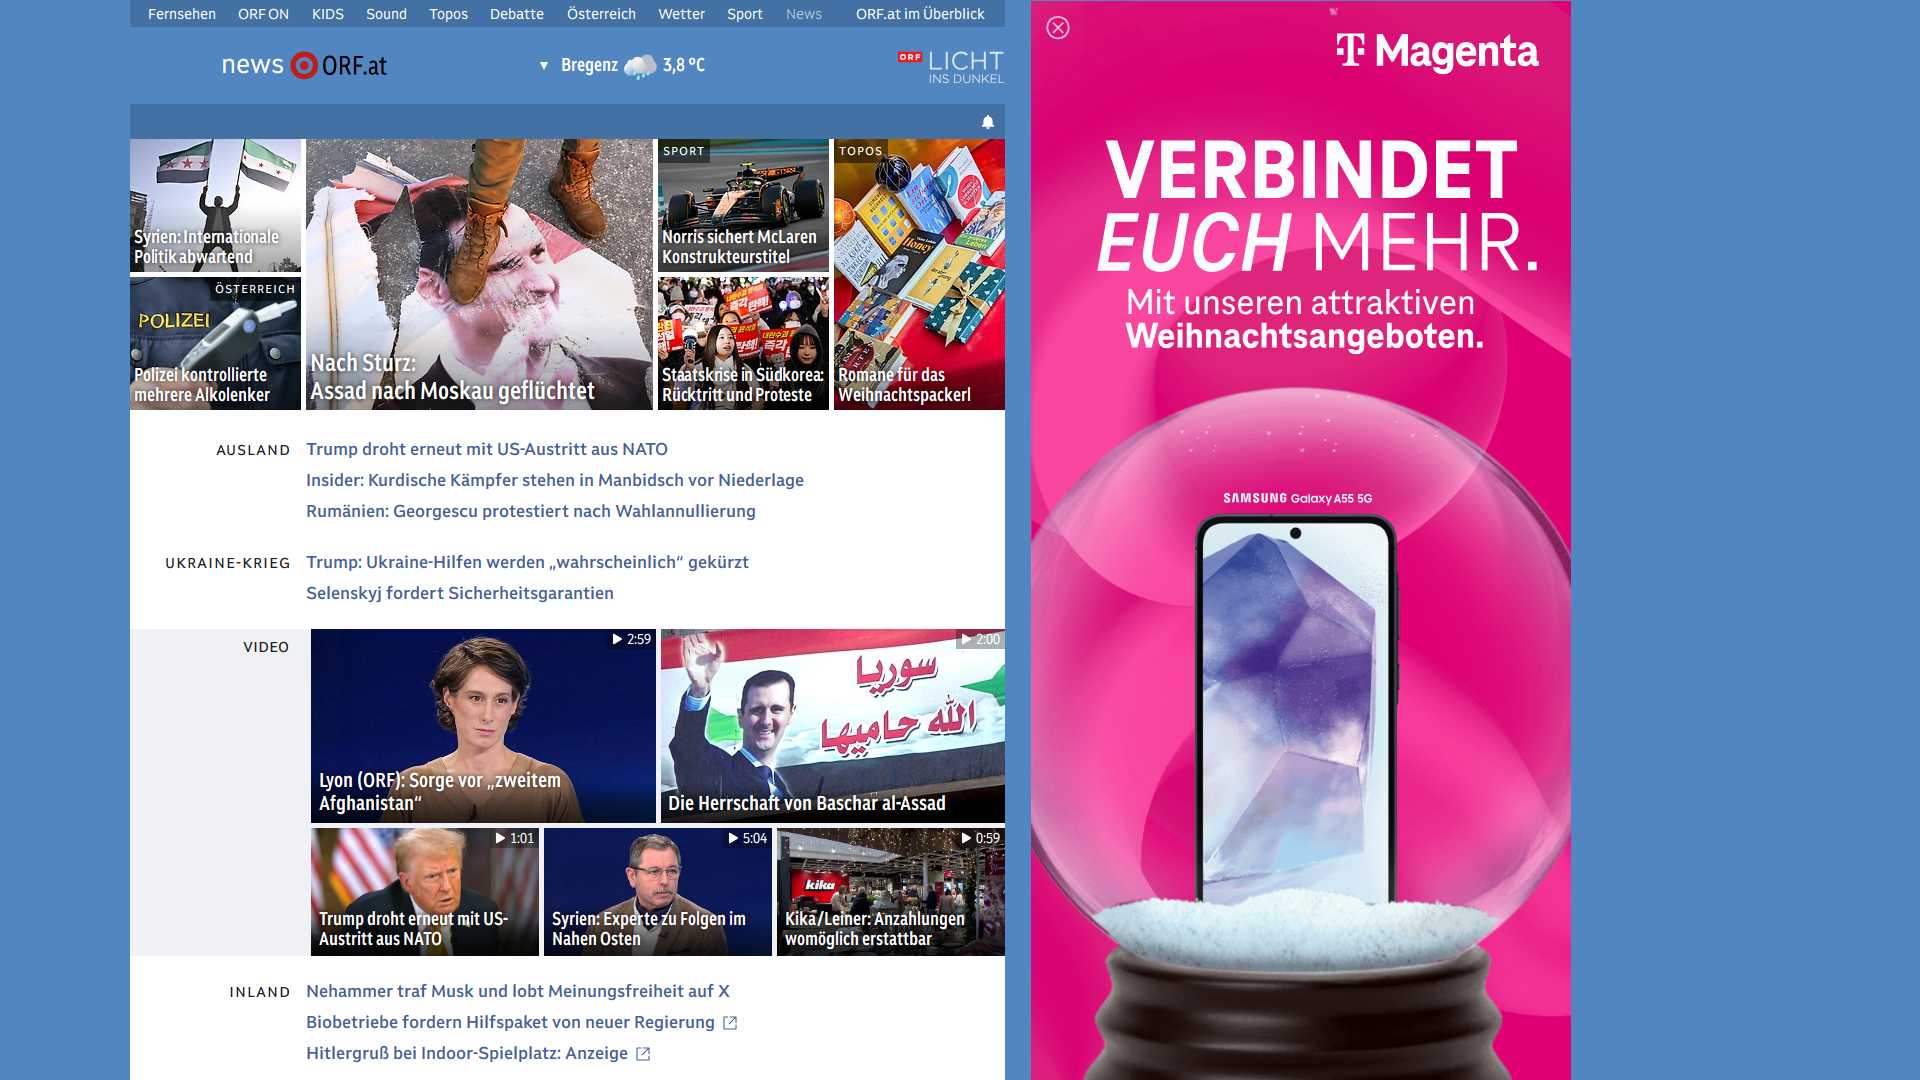 Fernsehen ORF ON KIDS Sound Topos Debatte Österreich Wetter Sport News ORF.at im Überblick
news ORF.at
▼ Bregenz 3,8 °C
ORF LICHT
INS DUNKEL
Syrien: Internationale
Politik abwartend
ÖSTERREICH
POLIZEI
Polizei kontrollierte
mehrere Alkolenker
Nach Sturz:
Assad nach Moskau geflüchtet
SPORT
Norris sichert McLaren
Konstrukteurstitel
Staatskrise in Südkorea:
Rücktritt und Proteste
TOPOS
Honey
Romane für das
Weihnachtspackerl
AUSLAND
Trump droht erneut mit US-Austritt aus NATO
Insider: Kurdische Kämpfer stehen in Manbidsch vor Niederlage
Rumänien: Georgescu protestiert nach Wahlannullierung
UKRAINE-KRIEG
Trump: Ukraine-Hilfen werden „wahrscheinlich“ gekürzt
Selenskyj fordert Sicherheitsgarantien
VIDEO
2:59
Lyon (ORF): Sorge vor „zweitem
Afghanistan“
2:00
سوريا
الله حاميها
Die Herrschaft von Baschar al-Assad
1:01
Trump droht erneut mit US-
Austritt aus NATO
5:04
Syrien: Experte zu Folgen im
Nahen Osten
0:59
kika
Kika/Leiner: Anzahlungen
womöglich erstattbar
INLAND
Nehammer traf Musk und lobt Meinungsfreiheit auf X
Biobetriebe fordern Hilfspaket von neuer Regierung
Hitlergruß bei Indoor-Spielplatz: Anzeige
T Magenta
VERBINDET
EUCH MEHR.
Mit unseren attraktiven
Weihnachtsangeboten.
SAMSUNG Galaxy A55 5G